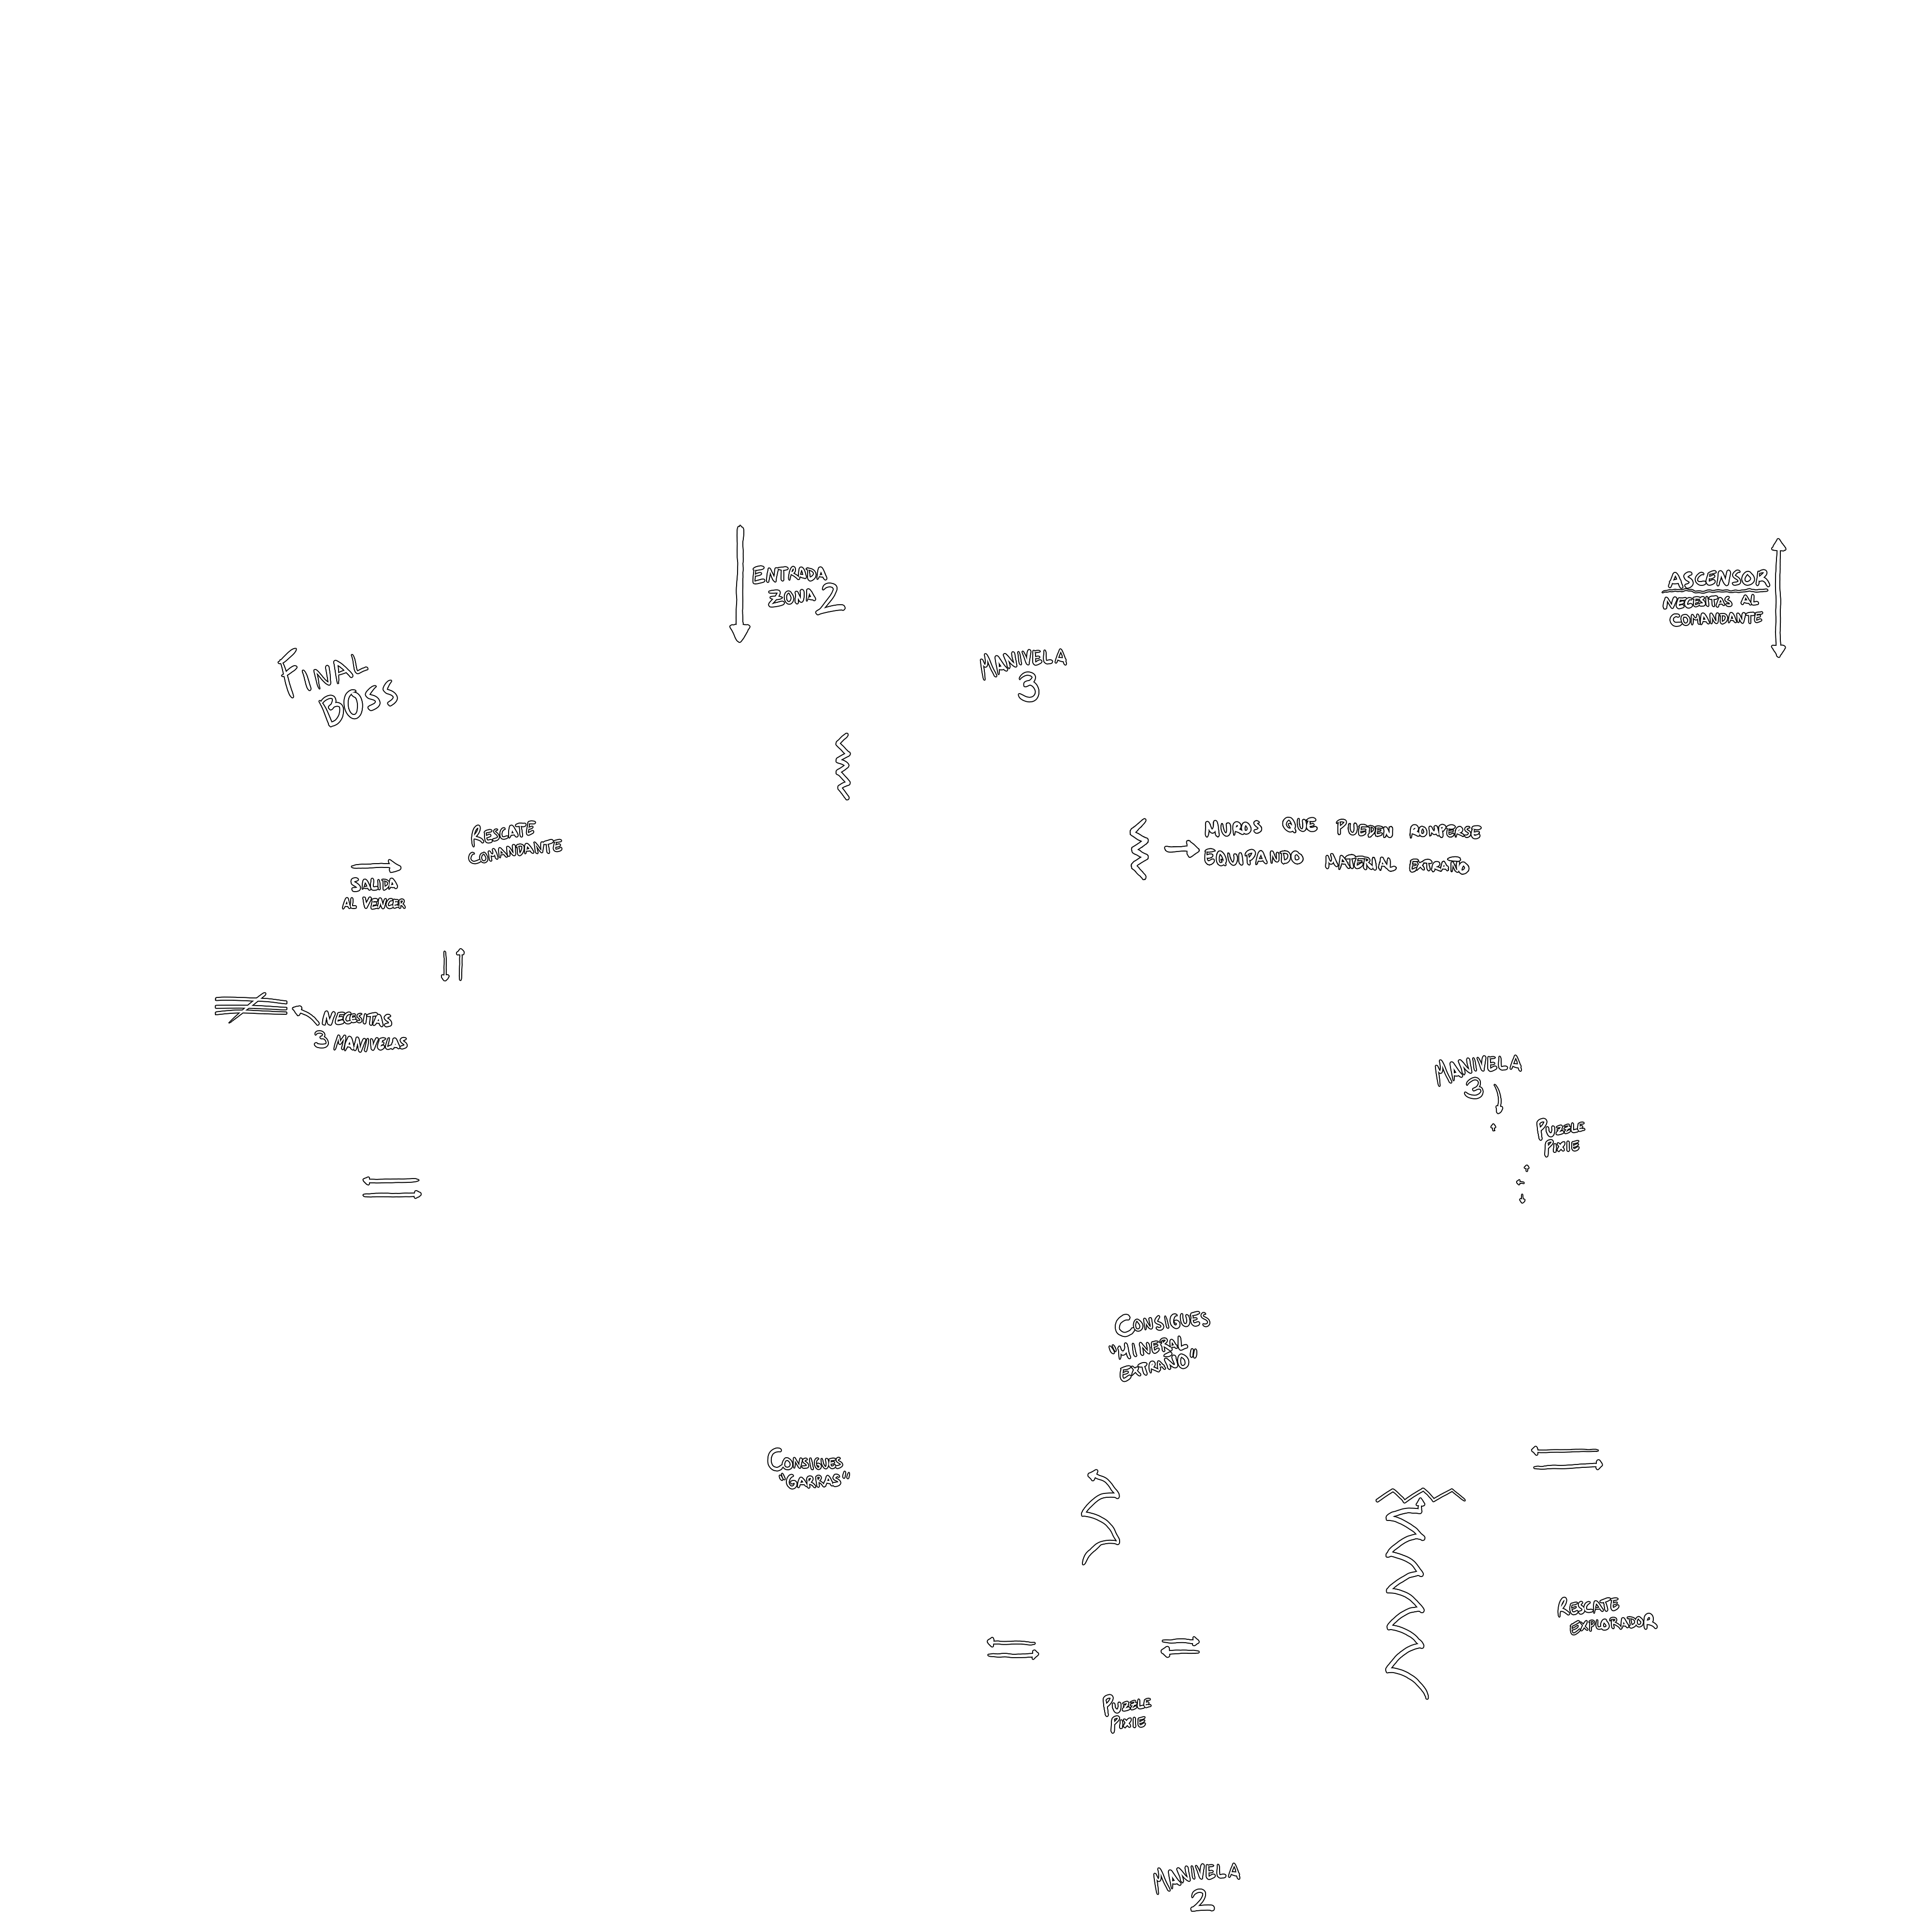 ENTRADA
ZONA 2
ASCENSOR
NECESITAS AL
COMANDANTE
FINAL
BOSS
MANIVELA
3
RESCATE
COMANDANTE
MUROS QUE PUEDEN ROMPERSE
EQUIPANDO MATERIAL EXTRAÑO
SALIDA
AL VENCER
NECESITAS
3 MANIVELAS
MANIVELA
3
PUZZLE
PIXIE
CONSIGUES
"MINERAL
EXTRAÑO"
CONSIGUES
"GARRAS"
RESCATE
EXPLORADOR
PUZZLE
PIXIE
MANIVELA
2